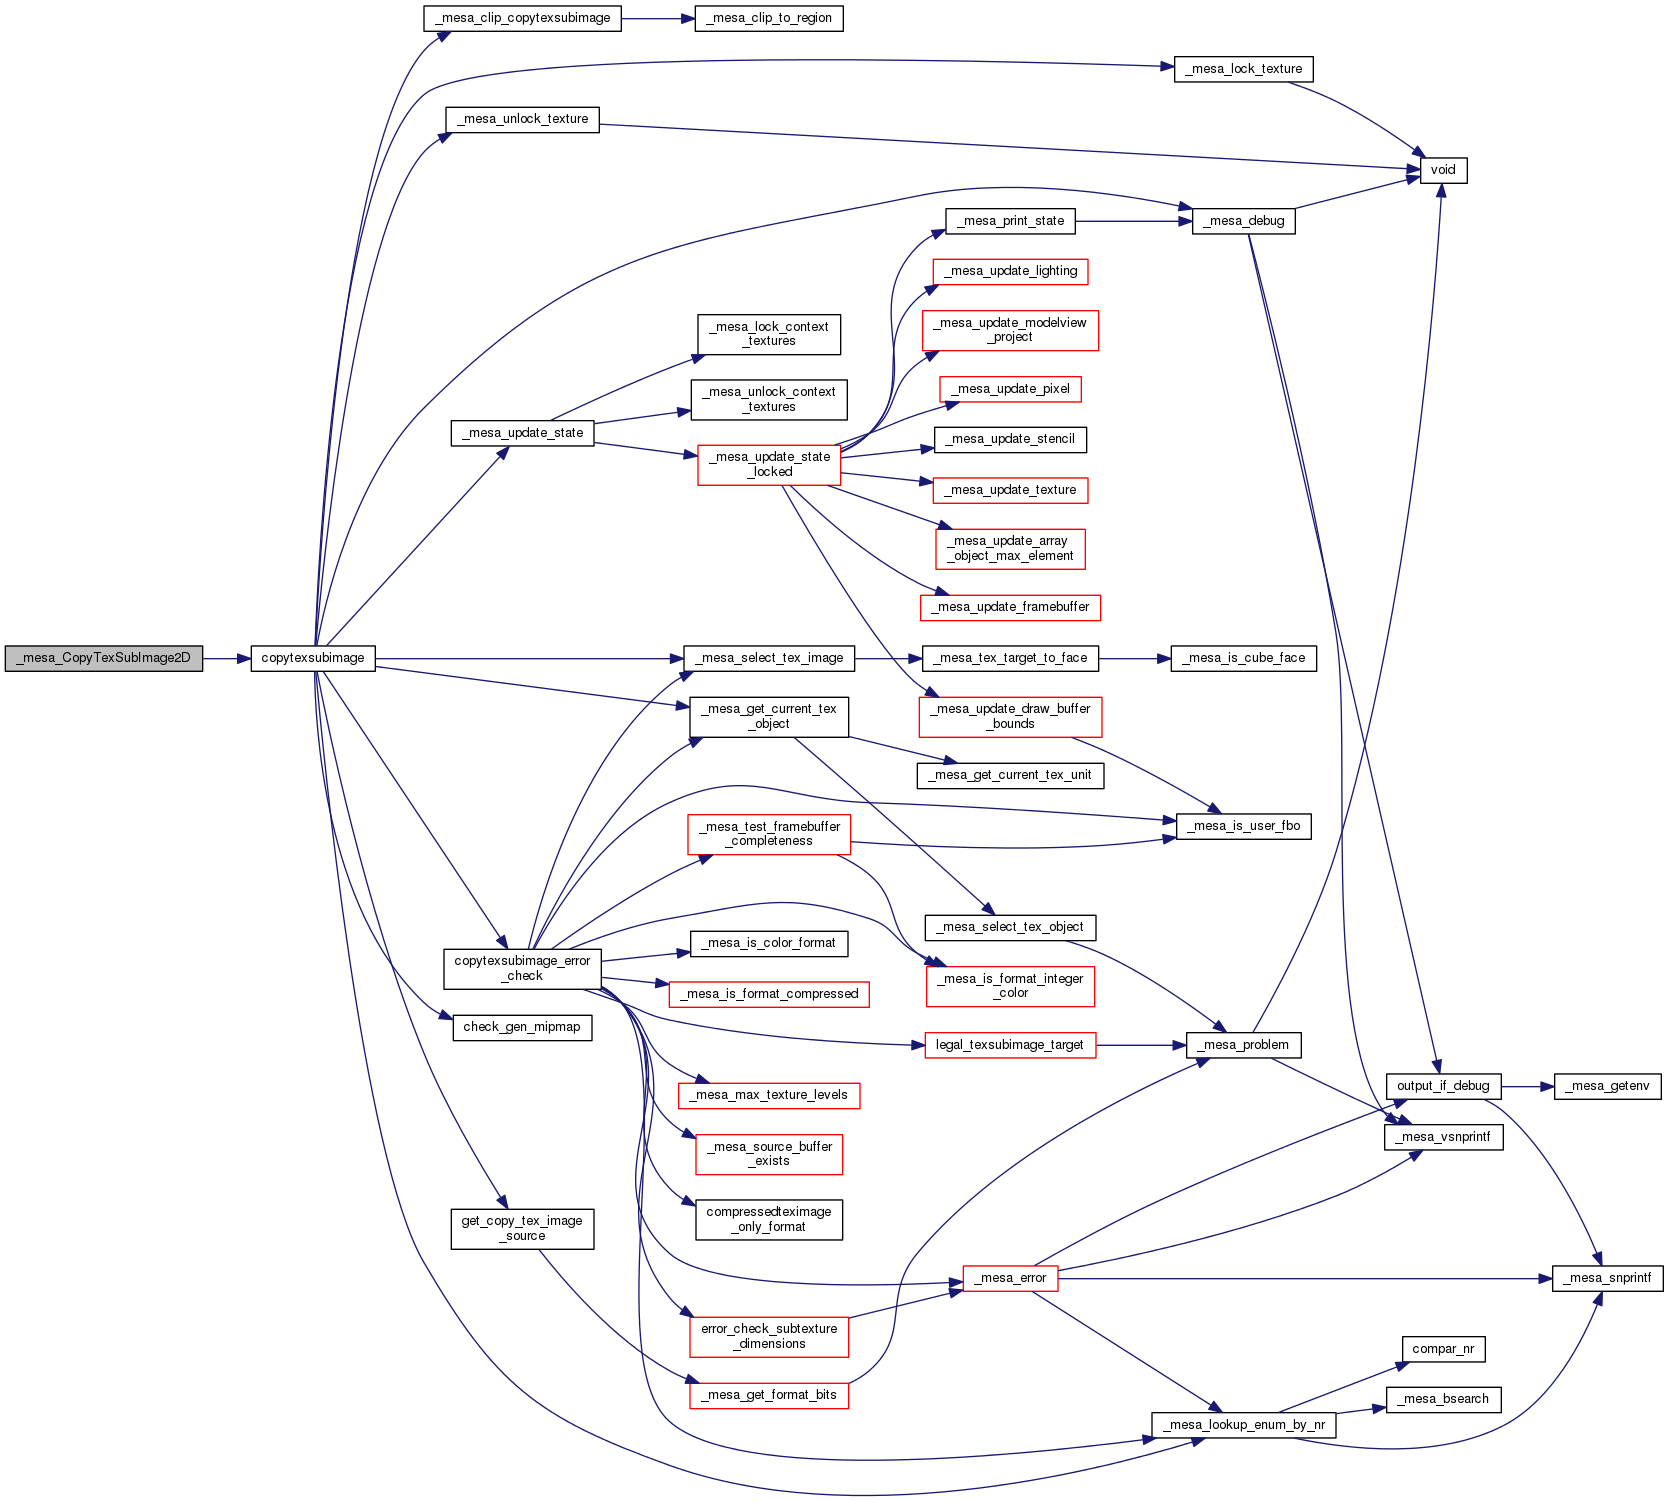 _mesa_clip_copytexsubimage
_mesa_clip_to_region
_mesa_lock_texture
_mesa_unlock_texture
void
_mesa_print_state
_mesa_debug
_mesa_update_lighting
_mesa_update_modelview
_project
_mesa_lock_context
_textures
_mesa_update_pixel
_mesa_unlock_context
_textures
_mesa_update_state
_mesa_update_stencil
_mesa_update_state
_locked
_mesa_update_texture
_mesa_update_array
_object_max_element
_mesa_update_framebuffer
_mesa_CopyTexSubImage2D
copytexsubimage
_mesa_select_tex_image
_mesa_tex_target_to_face
_mesa_is_cube_face
_mesa_get_current_tex
_object
_mesa_update_draw_buffer
_bounds
_mesa_get_current_tex_unit
_mesa_test_framebuffer
_completeness
_mesa_is_user_fbo
_mesa_select_tex_object
_mesa_is_color_format
copytexsubimage_error
_check
_mesa_is_format_integer
_color
_mesa_is_format_compressed
check_gen_mipmap
legal_texsubimage_target
_mesa_problem
output_if_debug
_mesa_getenv
_mesa_max_texture_levels
_mesa_vsnprintf
_mesa_source_buffer
_exists
compressedteximage
_only_format
get_copy_tex_image
_source
_mesa_error
_mesa_snprintf
error_check_subtexture
_dimensions
compar_nr
_mesa_get_format_bits
_mesa_bsearch
_mesa_lookup_enum_by_nr